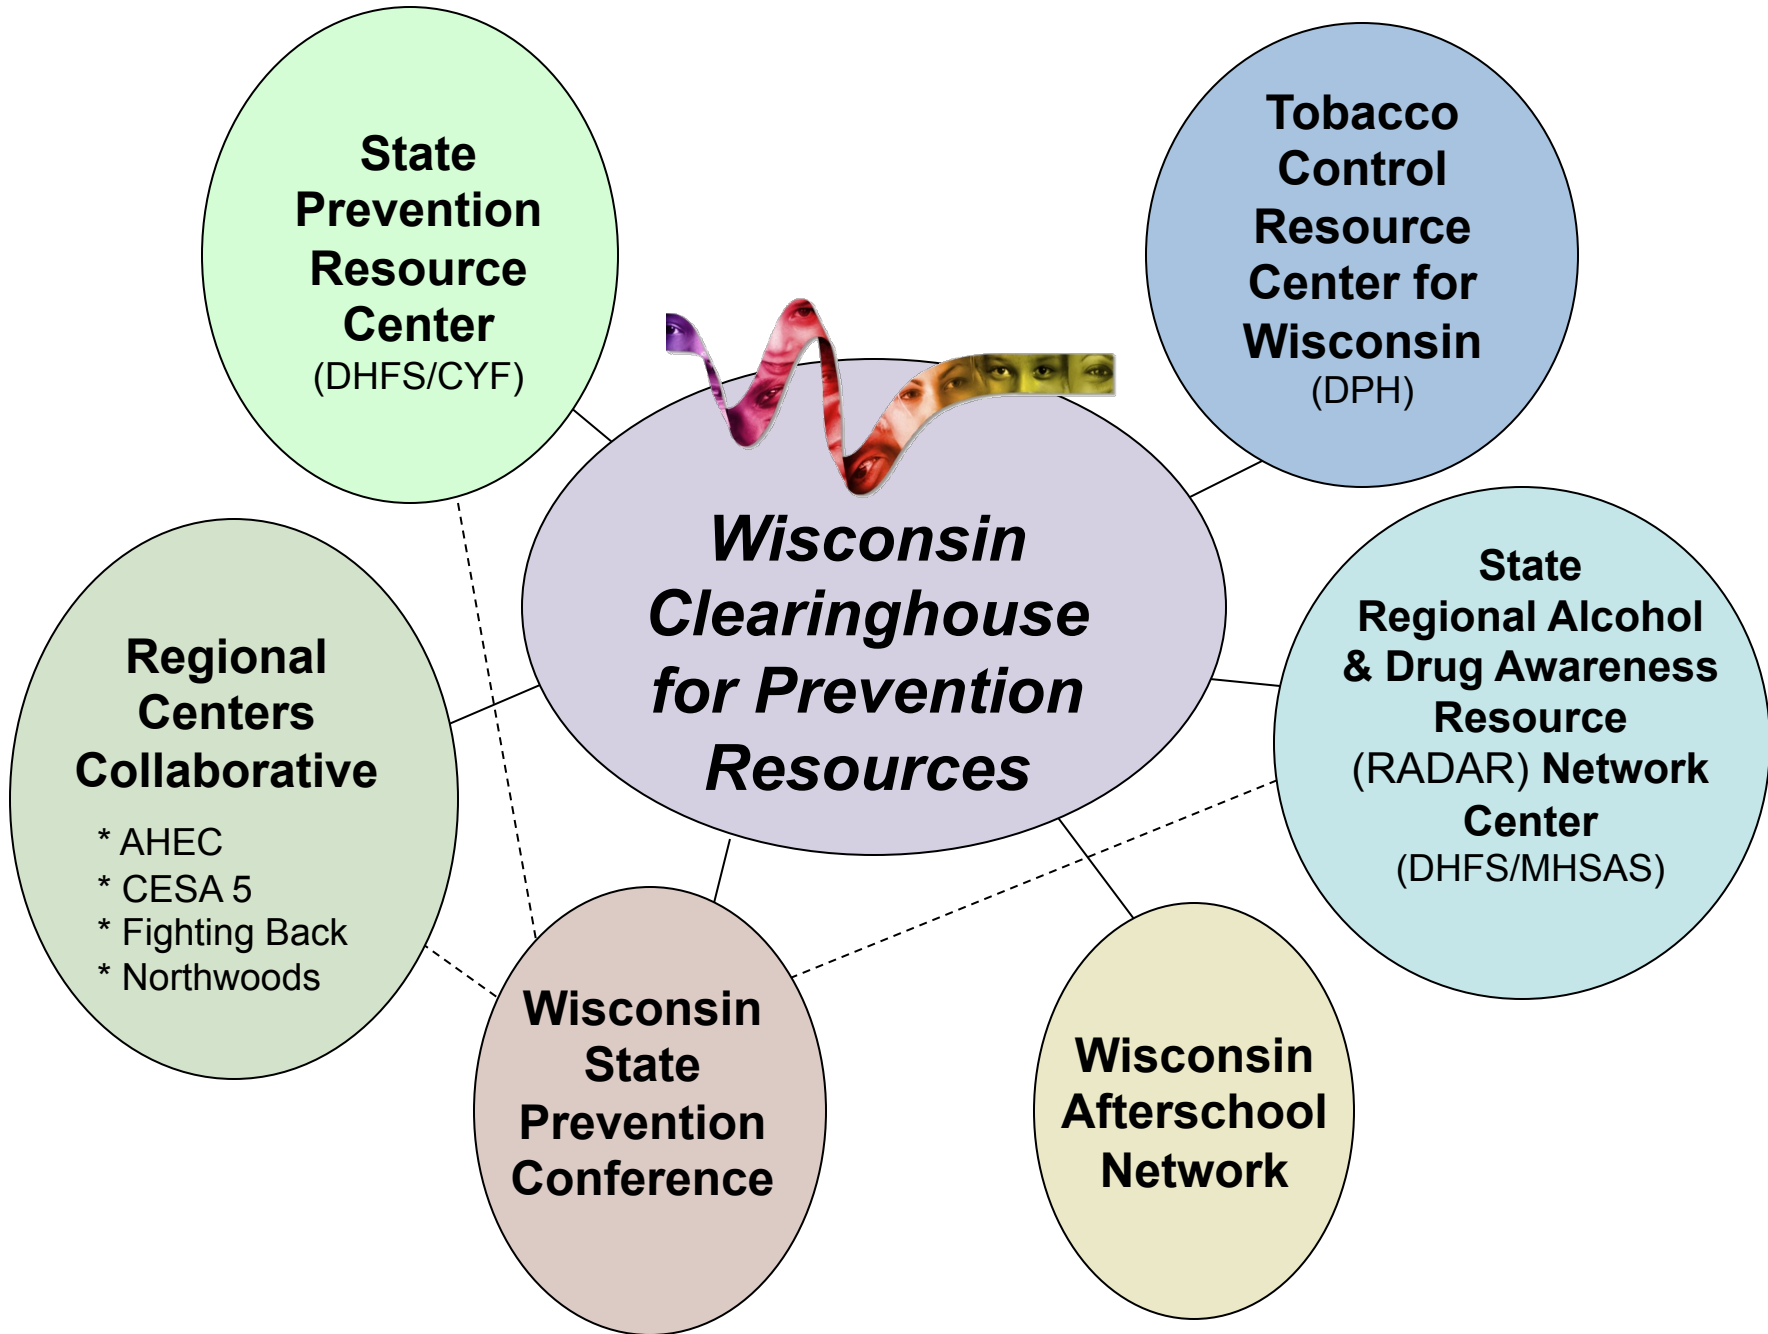 State
Prevention
Resource
Center
(DHFS/CYF)
Tobacco
Control
Resource
Center for
Wisconsin
(DPH)
Wisconsin
Clearinghouse
for Prevention
Resources
State
Regional Alcohol
& Drug Awareness
Resource
(RADAR) Network
Center
(DHFS/MHSAS)
Regional
Centers
Collaborative
* AHEC
* CESA 5
* Fighting Back
* Northwoods
Wisconsin
State
Prevention
Conference
Wisconsin
Afterschool
Network